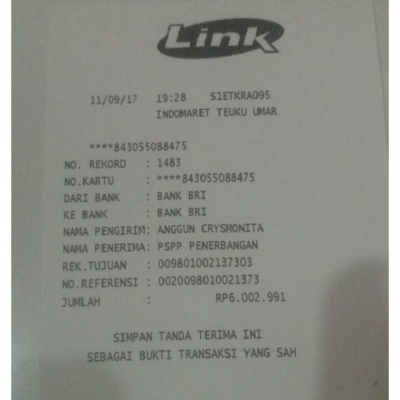 Link
11/09/17 19:28 S1ETKRA095
INDOMARET TEUKU UMAR
****843055088475
NO. REKORD : 1483
NO.KARTU : ****843055088475
DARI BANK : BANK BRI
KE BANK : BANK BRI
NAMA PENGIRIM: ANGGUN CRYSMONITA
NAMA PENERIMA: PSPP PENERBANGAN
REK.TUJUAN : 009801002137303
NO.REFERENSI : 0020098010021373
JUMLAH : RP6.002.991
SIMPAN TANDA TERIMA INI
SEBAGAI BUKTI TRANSAKSI YANG SAH